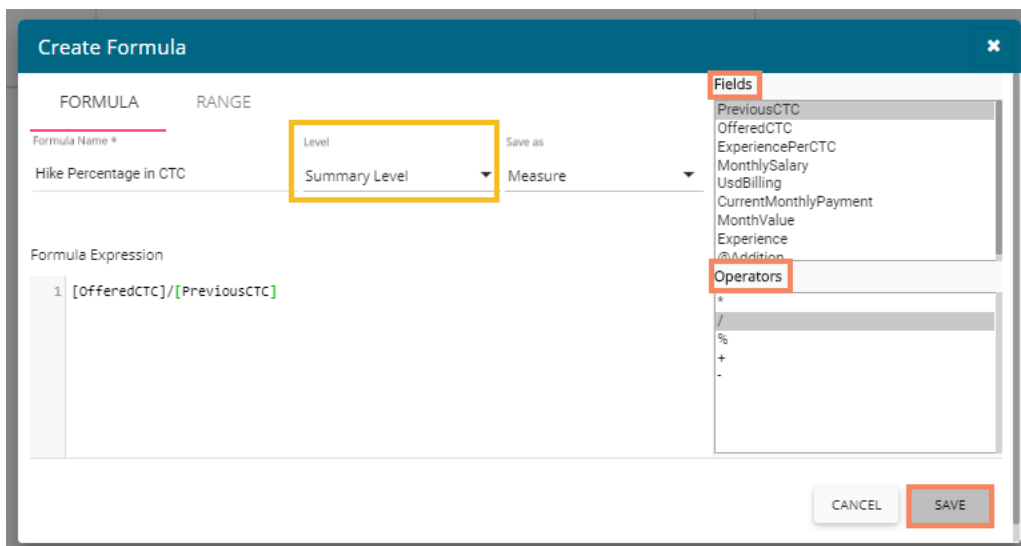 Create Formula
FORMULA RANGE
Formula Name * Level Save as
Hike Percentage in CTC Summary Level Measure
Formula Expression
1 [OfferedCTC]/[PreviousCTC]
Fields
PreviousCTC
OfferedCTC
ExperiencePerCTC
MonthlySalary
UsdBilling
CurrentMonthlyPayment
MonthValue
Experience
@Addition
Operators
*
/
%
+
-
CANCEL SAVE